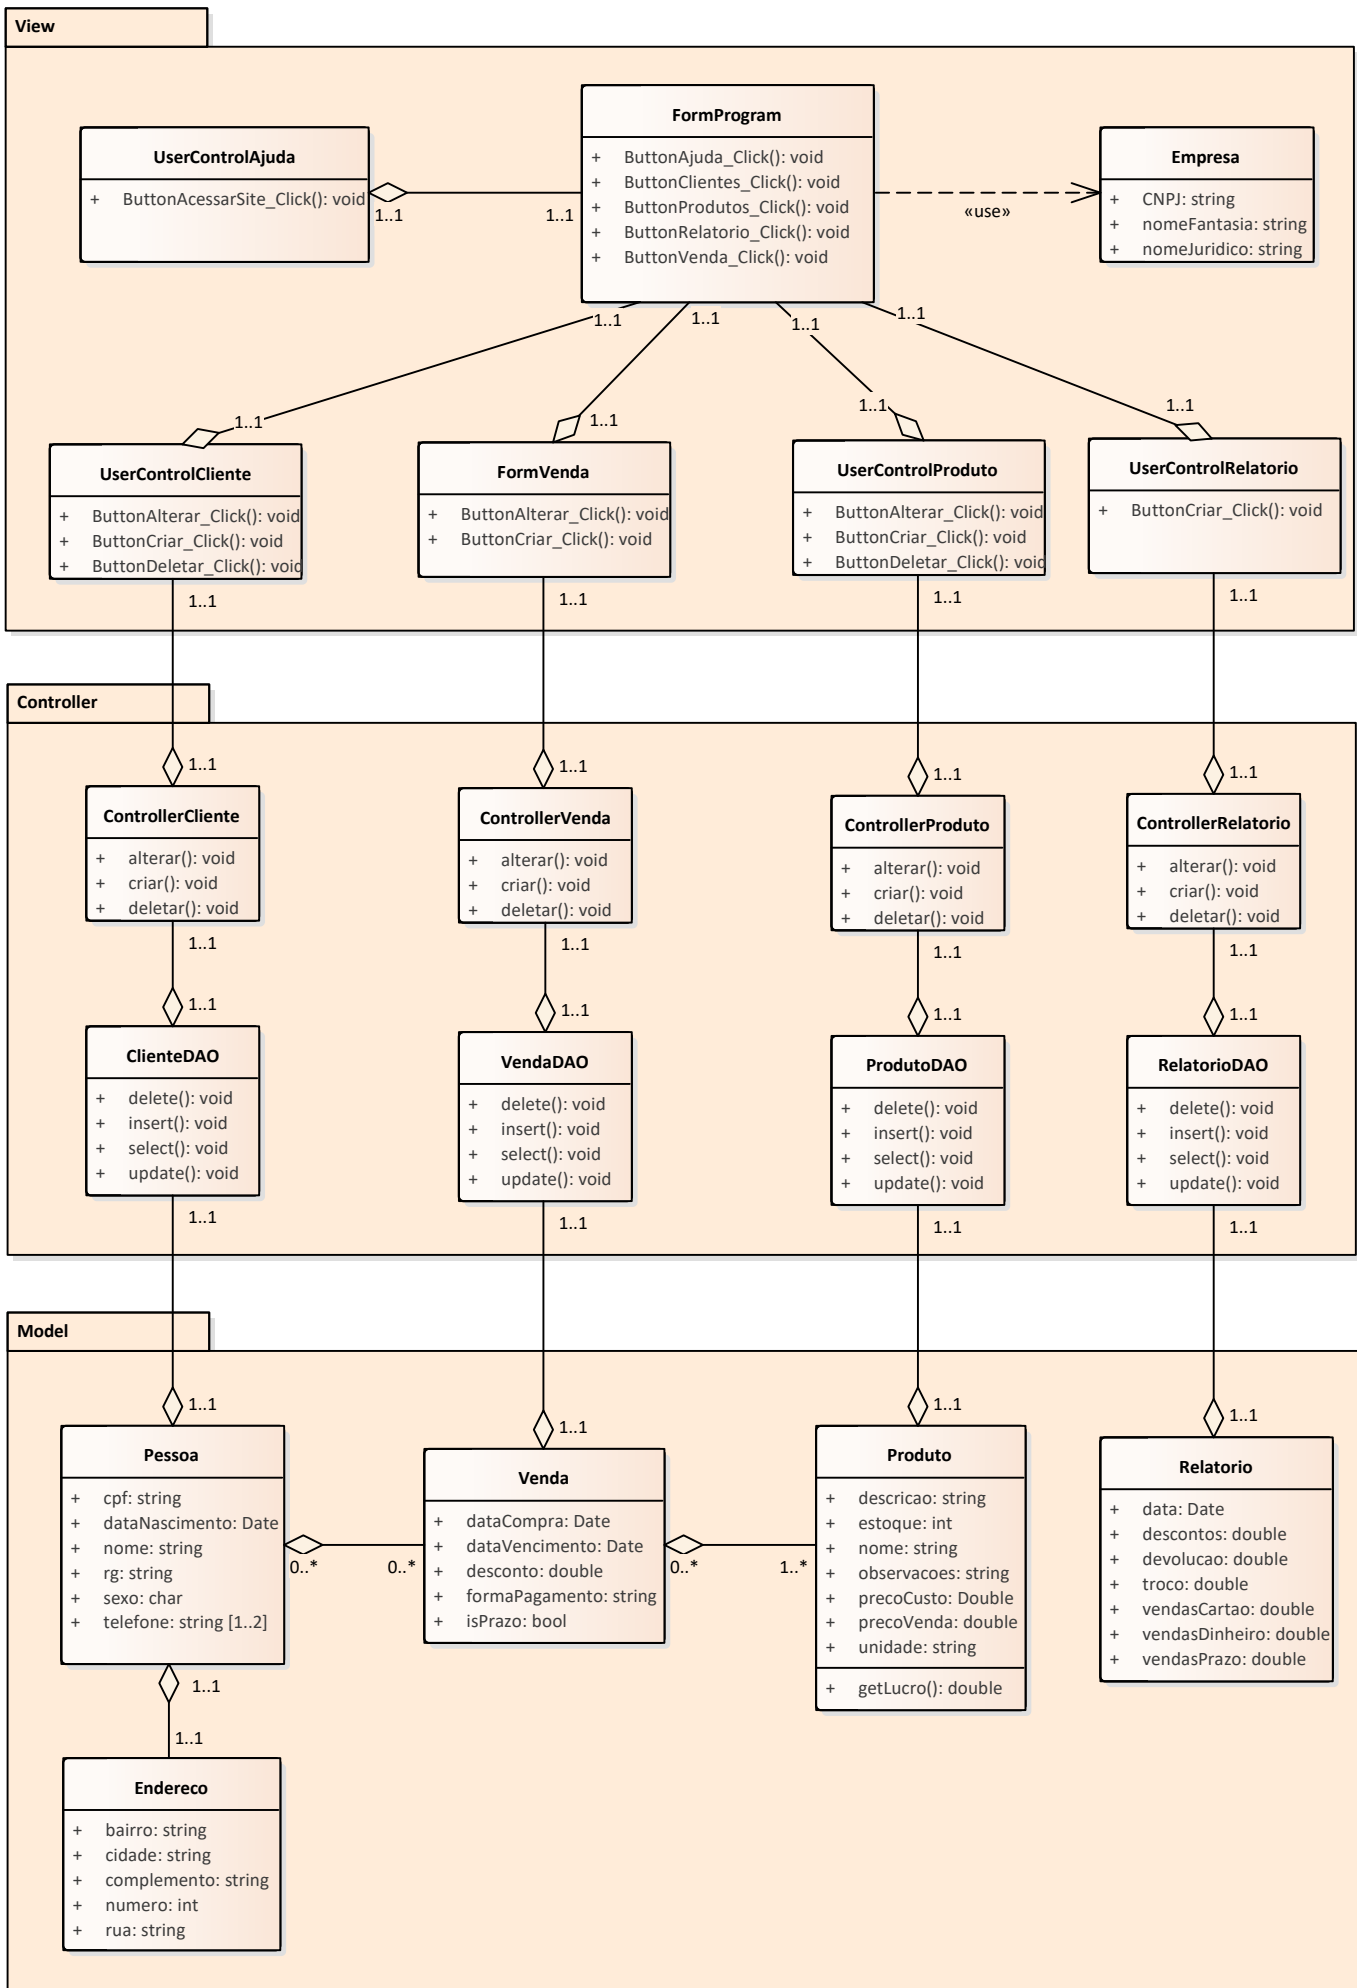 View
FormProgram
+ ButtonAjuda_Click(): void
+ ButtonClientes_Click(): void
+ ButtonProdutos_Click(): void
+ ButtonRelatorio_Click(): void
+ ButtonVenda_Click(): void
UserControlAjuda
+ ButtonAcessarSite_Click(): void
1..1
1..1
«use»
Empresa
+ CNPJ: string
+ nomeFantasia: string
+ nomeJuridico: string
1..1
1..1
1..1
1..1
1..1
1..1
1..1
1..1
UserControlCliente
+ ButtonAlterar_Click(): void
+ ButtonCriar_Click(): void
+ ButtonDeletar_Click(): void
1..1
FormVenda
+ ButtonAlterar_Click(): void
+ ButtonCriar_Click(): void
1..1
UserControlProduto
+ ButtonAlterar_Click(): void
+ ButtonCriar_Click(): void
+ ButtonDeletar_Click(): void
1..1
UserControlRelatorio
+ ButtonCriar_Click(): void
1..1
Controller
1..1
ControllerCliente
+ alterar(): void
+ criar(): void
+ deletar(): void
1..1
1..1
ControllerVenda
+ alterar(): void
+ criar(): void
+ deletar(): void
1..1
1..1
ControllerProduto
+ alterar(): void
+ criar(): void
+ deletar(): void
1..1
1..1
ControllerRelatorio
+ alterar(): void
+ criar(): void
+ deletar(): void
1..1
1..1
ClienteDAO
+ delete(): void
+ insert(): void
+ select(): void
+ update(): void
1..1
1..1
VendaDAO
+ delete(): void
+ insert(): void
+ select(): void
+ update(): void
1..1
1..1
ProdutoDAO
+ delete(): void
+ insert(): void
+ select(): void
+ update(): void
1..1
1..1
RelatorioDAO
+ delete(): void
+ insert(): void
+ select(): void
+ update(): void
1..1
Model
1..1
Pessoa
+ cpf: string
+ dataNascimento: Date
+ nome: string
+ rg: string
+ sexo: char
+ telefone: string [1..2]
0..*
0..*
1..1
Venda
+ dataCompra: Date
+ dataVencimento: Date
+ desconto: double
+ formaPagamento: string
+ isPrazo: bool
0..*
1..*
1..1
Produto
+ descricao: string
+ estoque: int
+ nome: string
+ observacoes: string
+ precoCusto: Double
+ precoVenda: double
+ unidade: string
+ getLucro(): double
1..1
Relatorio
+ data: Date
+ descontos: double
+ devolucao: double
+ troco: double
+ vendasCartao: double
+ vendasDinheiro: double
+ vendasPrazo: double
1..1
1..1
Endereco
+ bairro: string
+ cidade: string
+ complemento: string
+ numero: int
+ rua: string